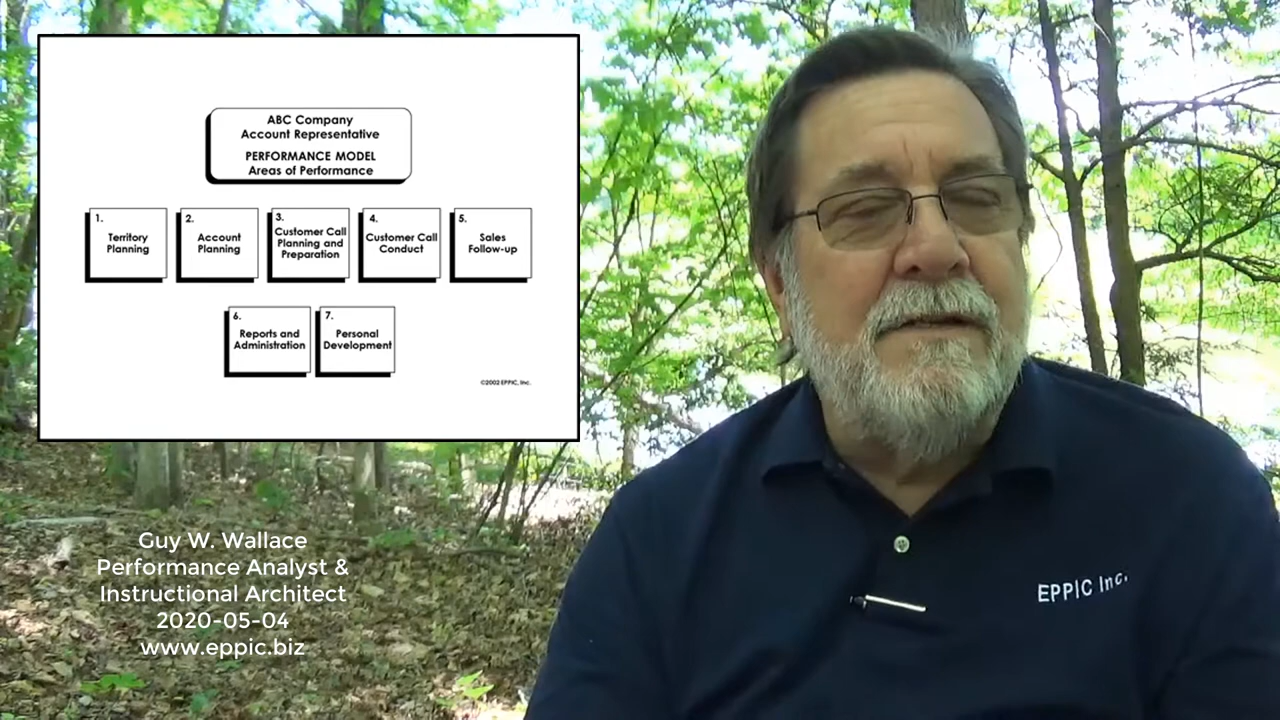 ABC Company
Account Representative
PERFORMANCE MODEL
Areas of Performance
1.
Territory
Planning
2.
Account
Planning
3.
Customer Call
Planning and
Preparation
4.
Customer Call
Conduct
5.
Sales
Follow-up
6.
Reports and
Administration
7.
Personal
Development
©2002 EPPIC, Inc.
Guy W. Wallace
Performance Analyst &
Instructional Architect
2020-05-04
www.eppic.biz
EPPIC Inc.